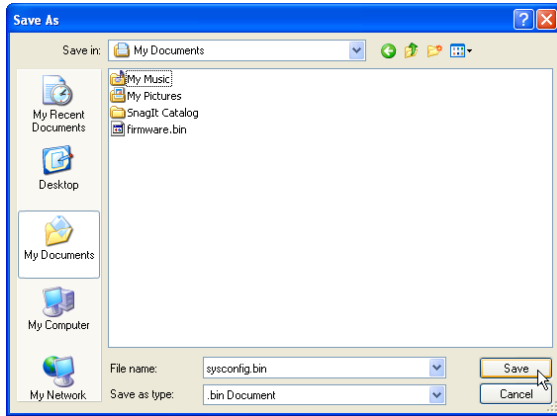 Save As
Save in:
My Documents
My Recent
Documents
Desktop
My Documents
My Computer
My Network
My Music
My Pictures
SnagIt Catalog
firmware.bin
File name:
sysconfig.bin
Save
Save as type:
.bin Document
Cancel